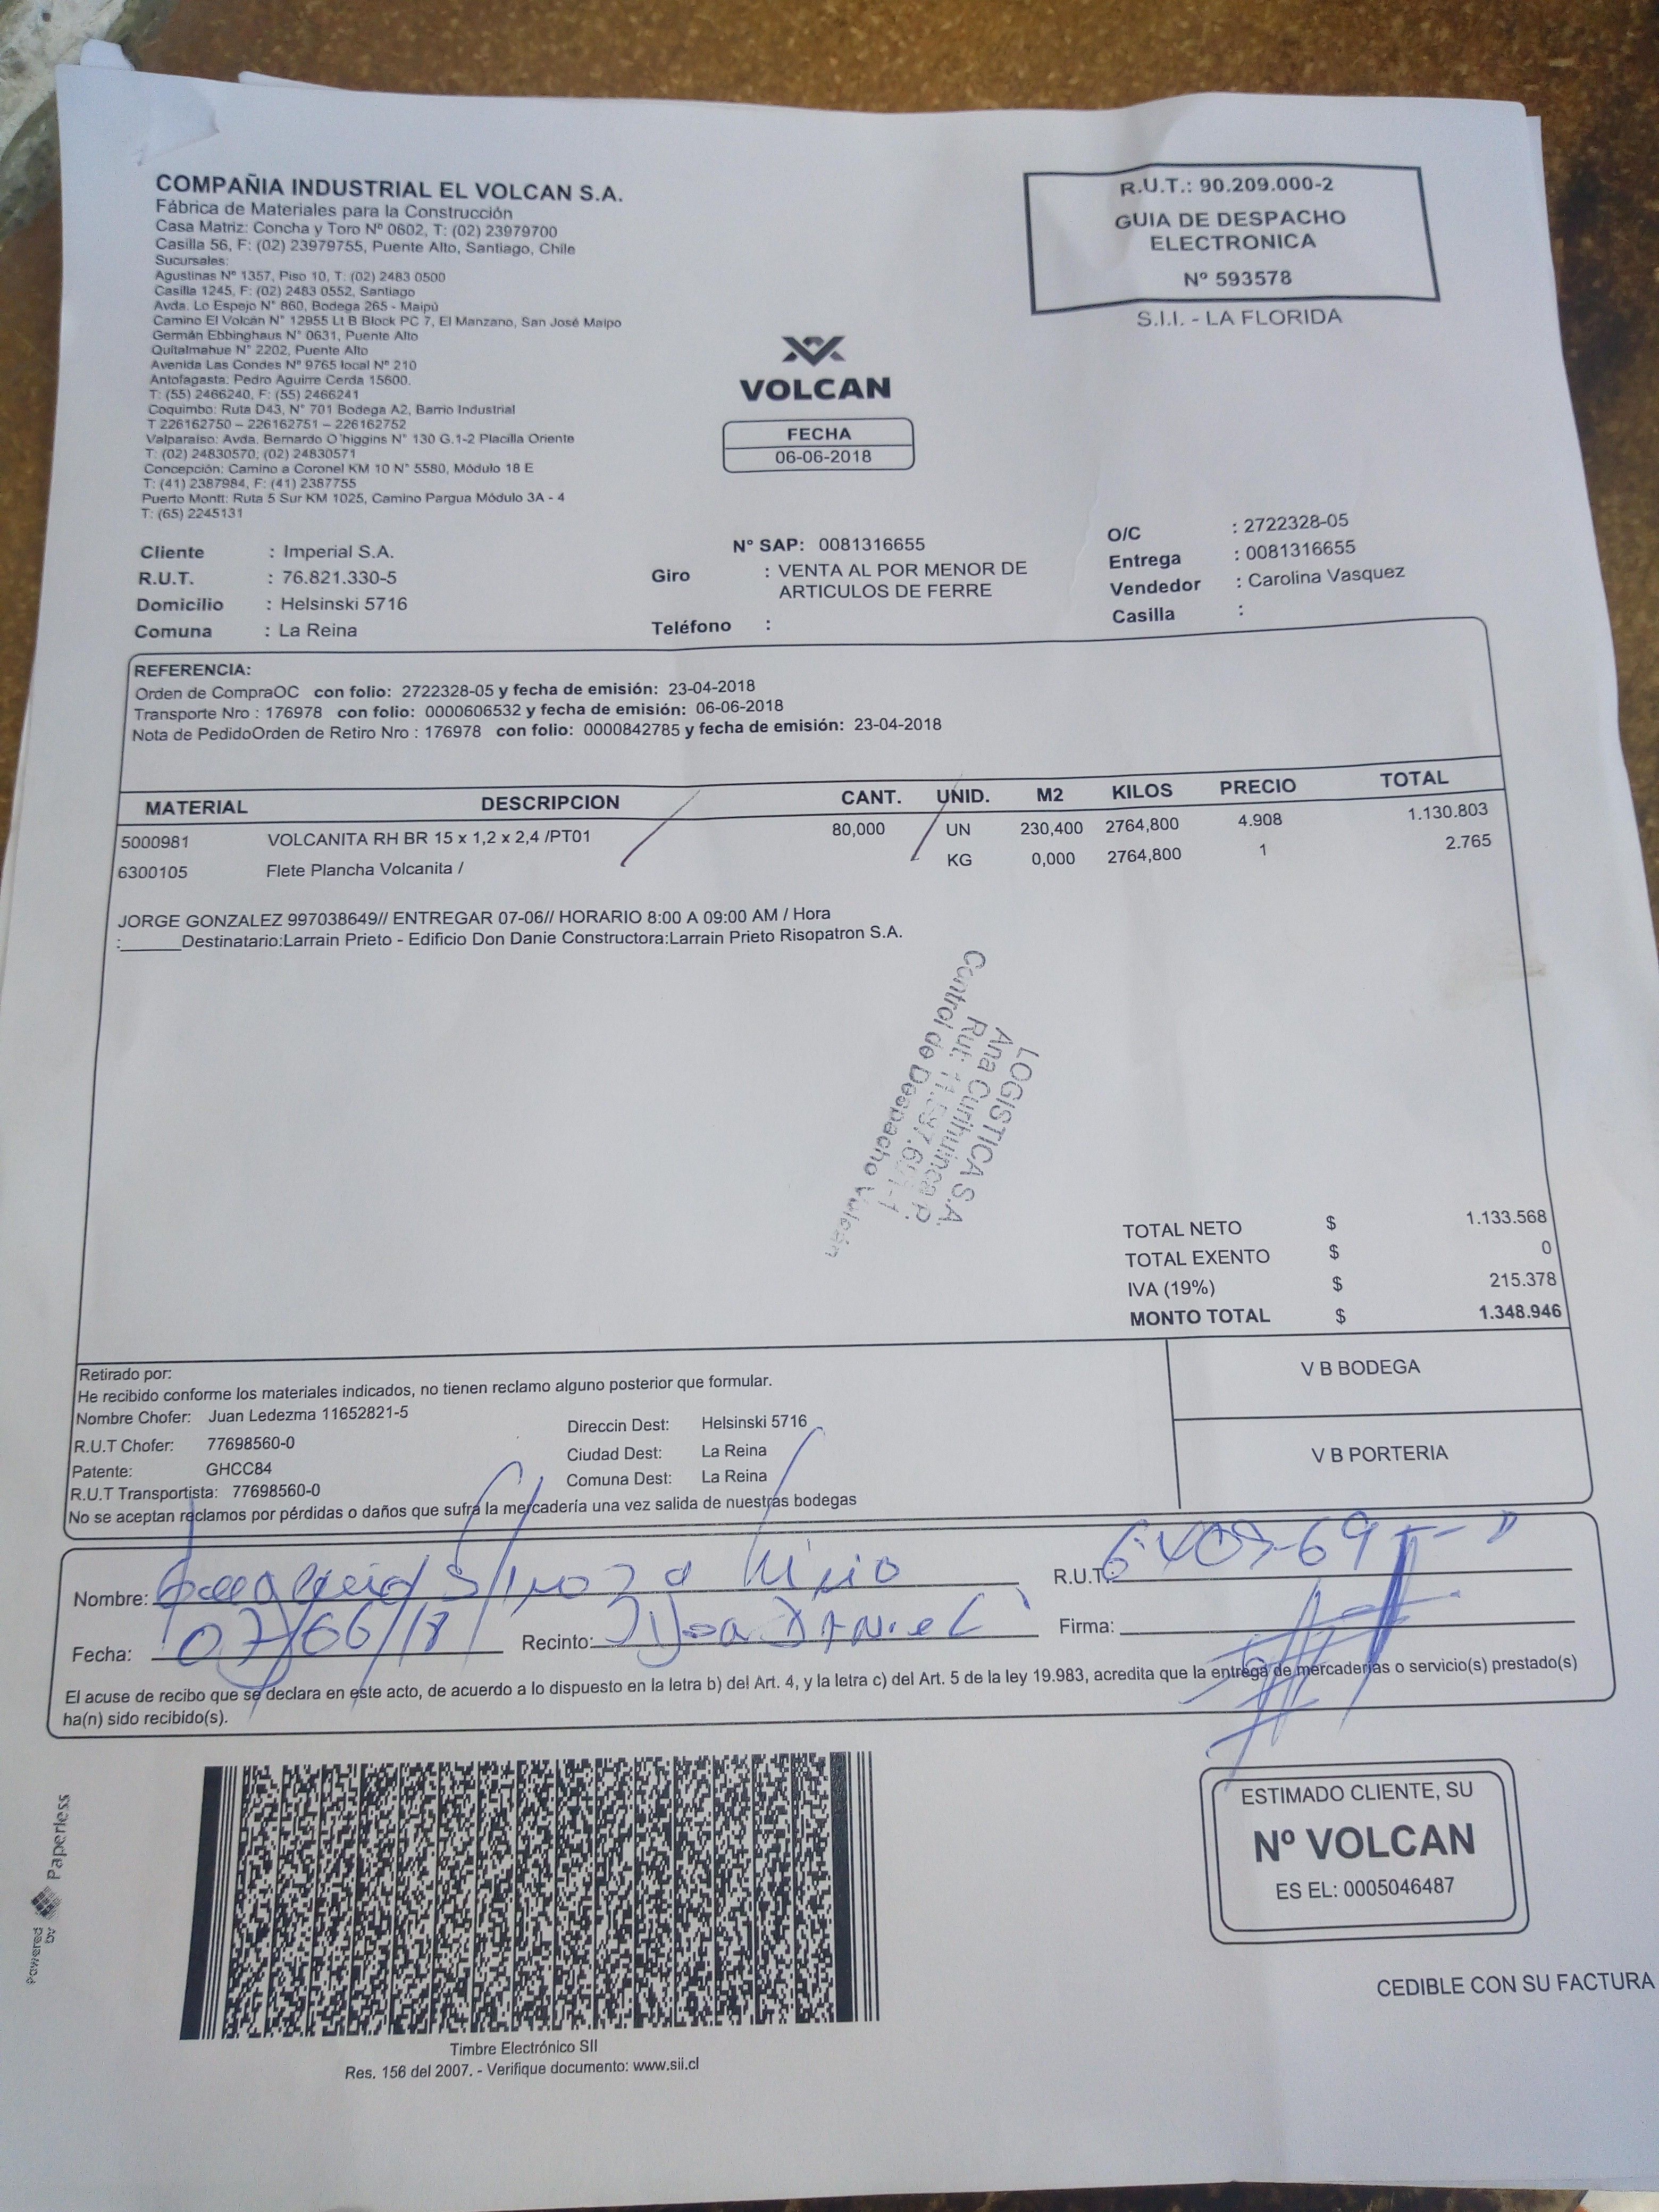 COMPAÑIA INDUSTRIAL EL VOLCAN S.A.
Fábrica de Materiales para la Construcción
Casa Matriz: Concha y Toro Nº 0602, T: (02) 23979700
Casilla 56, F: (02) 23979755, Puente Alto, Santiago, Chile
Sucursales:
Agustinas Nº 1357, Piso 10, T: (02) 2483 0500
Casilla 1245, F: (02) 2483 0552, Santiago
Avda. Lo Espejo N° 860, Bodega 265 - Maipú
Camino El Volcán N° 12955 Lt B Block PC 7, El Manzano, San José Maipo
Germán Ebbinghaus N° 0631, Puente Alto
Quitalmahue N° 2202, Puente Alto
Avenida Las Condes Nº 9765 local Nº 210
Antofagasta: Pedro Aguirre Cerda 15600.
T: (55) 2466240, F: (55) 2466241
Coquimbo: Ruta D43, N° 701 Bodega A2, Barrio Industrial
T 226162750 – 226162751 – 226162752
Valparaíso: Avda. Bernardo O'higgins N° 130 G.1-2 Placilla Oriente
T: (02) 24830570, (02) 24830571
Concepción: Camino a Coronel KM 10 N° 5580, Módulo 18 E
T: (41) 2387984, F: (41) 2387755
Puerto Montt: Ruta 5 Sur KM 1025, Camino Pargua Módulo 3A - 4
T: (65) 2245131
R.U.T.: 90.209.000-2
GUIA DE DESPACHO
ELECTRONICA
Nº 593578
S.I.I. - LA FLORIDA
VOLCAN
FECHA
06-06-2018
Cliente : Imperial S.A.
R.U.T. : 76.821.330-5
Domicilio : Helsinski 5716
Comuna : La Reina
Nº SAP: 0081316655
Giro : VENTA AL POR MENOR DE
ARTICULOS DE FERRE
Teléfono :
O/C : 2722328-05
Entrega : 0081316655
Vendedor : Carolina Vasquez
Casilla :
REFERENCIA:
Orden de CompraOC con folio: 2722328-05 y fecha de emisión: 23-04-2018
Transporte Nro : 176978 con folio: 0000606532 y fecha de emisión: 06-06-2018
Nota de PedidoOrden de Retiro Nro : 176978 con folio: 0000842785 y fecha de emisión: 23-04-2018
MATERIAL DESCRIPCION CANT. UNID. M2 KILOS PRECIO TOTAL
5000981 VOLCANITA RH BR 15 x 1,2 x 2,4 /PT01 80,000 UN 230,400 2764,800 4.908 1.130.803
6300105 Flete Plancha Volcanita / KG 0,000 2764,800 1 2.765
JORGE GONZALEZ 997038649// ENTREGAR 07-06// HORARIO 8:00 A 09:00 AM / Hora
:______Destinatario:Larrain Prieto - Edificio Don Danie Constructora:Larrain Prieto Risopatron S.A.
LOGISTICA S.A.
Ana Curihuinca P.
Rut:
Control de Despacho Volcán
TOTAL NETO $ 1.133.568
TOTAL EXENTO $ 0
IVA (19%) $ 215.378
MONTO TOTAL $ 1.348.946
Retirado por:
He recibido conforme los materiales indicados, no tienen reclamo alguno posterior que formular.
Nombre Chofer: Juan Ledezma 11652821-5
R.U.T Chofer: 77698560-0
Patente: GHCC84
R.U.T Transportista: 77698560-0
Direccin Dest: Helsinski 5716
Ciudad Dest: La Reina
Comuna Dest: La Reina
No se aceptan reclamos por pérdidas o daños que sufra la mercadería una vez salida de nuestras bodegas
V B BODEGA
V B PORTERIA
Nombre:
R.U.T:
Fecha: 07/06/18 Recinto: Daniel
Firma:
El acuse de recibo que se declara en este acto, de acuerdo a lo dispuesto en la letra b) del Art. 4, y la letra c) del Art. 5 de la ley 19.983, acredita que la entrega de mercaderías o servicio(s) prestado(s)
ha(n) sido recibido(s).
Powered by Paperless
Timbre Electrónico SII
Res. 156 del 2007. - Verifique documento: www.sii.cl
ESTIMADO CLIENTE, SU
Nº VOLCAN
ES EL: 0005046487
CEDIBLE CON SU FACTURA